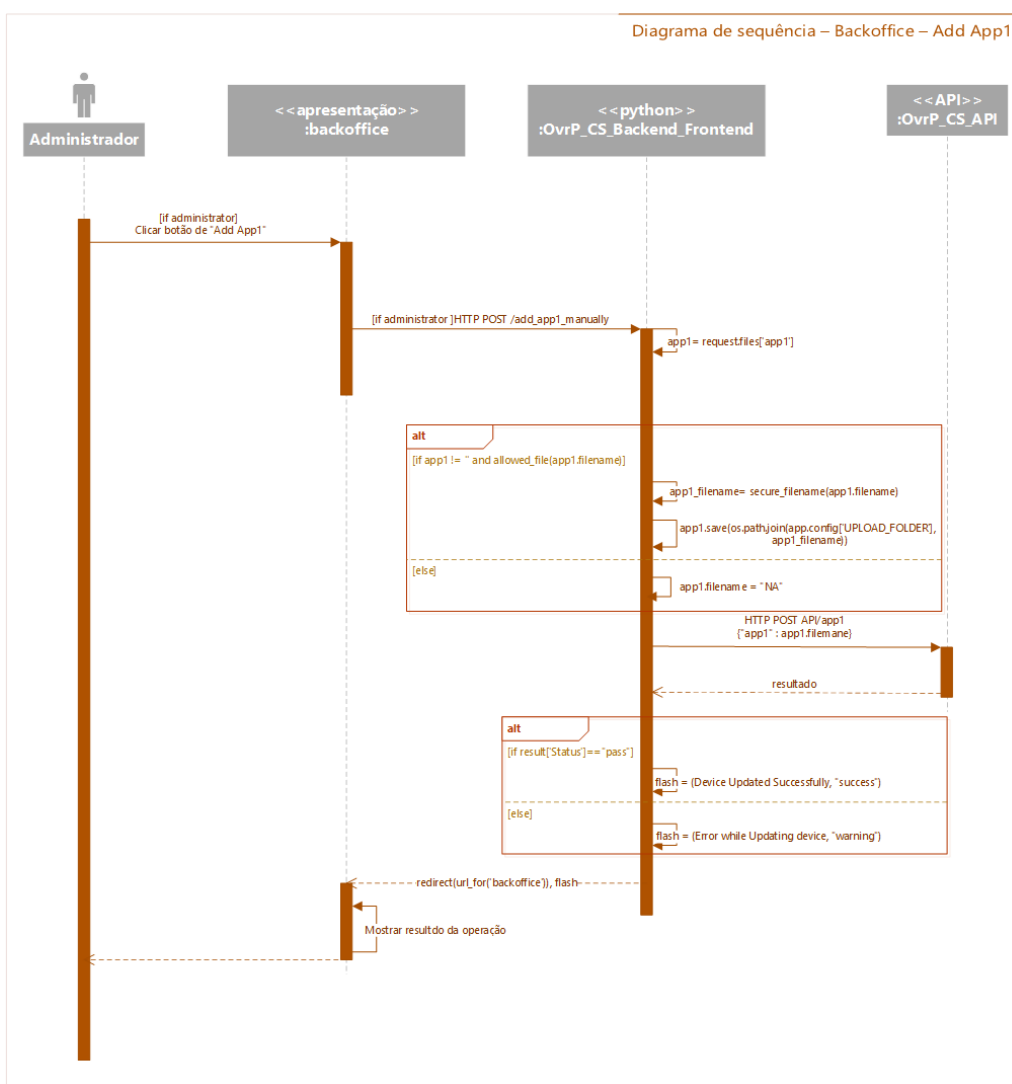 Diagrama de sequência – Backoffice – Add App1
Administrador
<<apresentação>>
:backoffice
<<python>>
:OvrP_CS_Backend_Frontend
<<API>>
:OvrP_CS_API
[if administrator]
Clicar botão de "Add App1"
[if administrator ]HTTP POST /add_app1_manually
app1= request.files['app1']
alt
[if app1 != '' and allowed_file(app1.filename)]
app1_filename= secure_filename(app1.filename)
app1.save(os.path.join(app.config['UPLOAD_FOLDER'],
app1_filename))
[else]
app1.filename = "NA"
HTTP POST API/app1
{"app1" : app1.filemane}
resultado
alt
[if result['Status']=="pass"]
flash = (Device Updated Successfully, "success")
[else]
flash = (Error while Updating device, "warning")
redirect(url_for('backoffice')), flash
Mostrar resultdo da operação